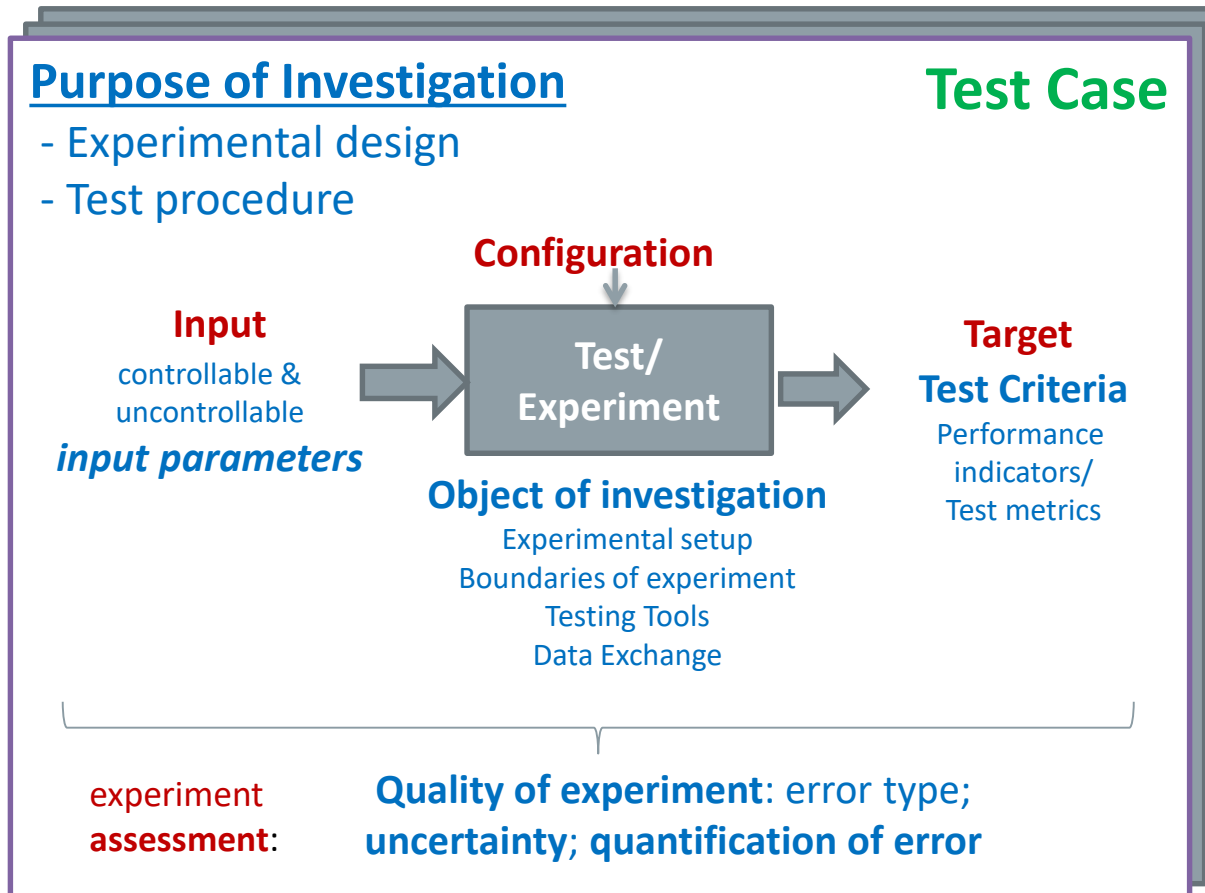 Purpose of Investigation
Test Case
- Experimental design
- Test procedure
Configuration
Input
controllable &
uncontrollable
input parameters
Test/
Experiment
Target
Test Criteria
Performance
indicators/
Test metrics
Object of investigation
Experimental setup
Boundaries of experiment
Testing Tools
Data Exchange
experiment
assessment:
Quality of experiment: error type;
uncertainty; quantification of error